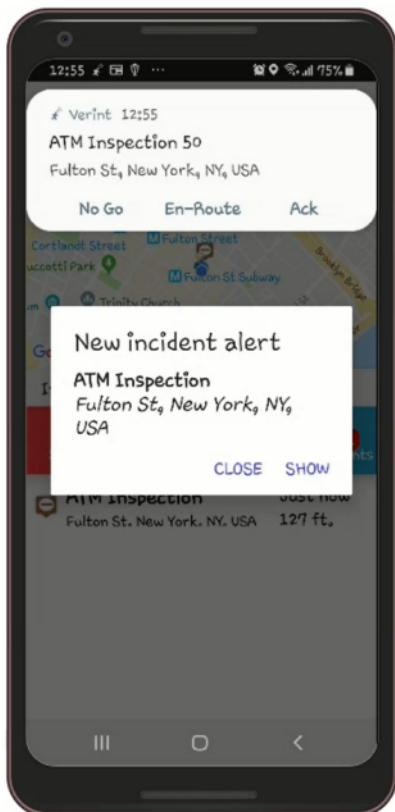 12:55 ... 75%
Verint 12:55
ATM Inspection 50
Fulton St, New York, NY, USA
No Go En-Route Ack
Cortlandt Street
Fulton Street
uccotti Park
Fulton St Subway
Brooklyn Bridge
Trinity Church
Go
New incident alert
ATM Inspection
Fulton St, New York, NY,
USA
CLOSE SHOW
nts
ATM Inspection Just now
Fulton St. New York. NY. USA 127 ft.